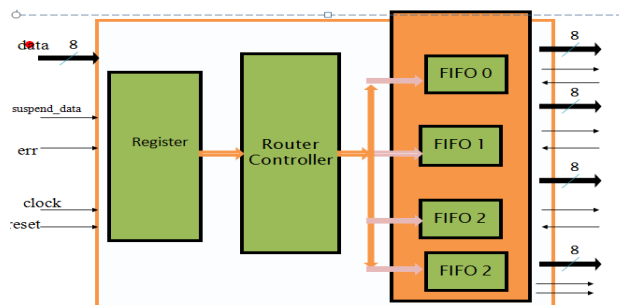 data
8
suspend_data
err
clock
reset
Register
Router
Controller
FIFO 0
FIFO 1
FIFO 2
FIFO 2
8
8
8
8